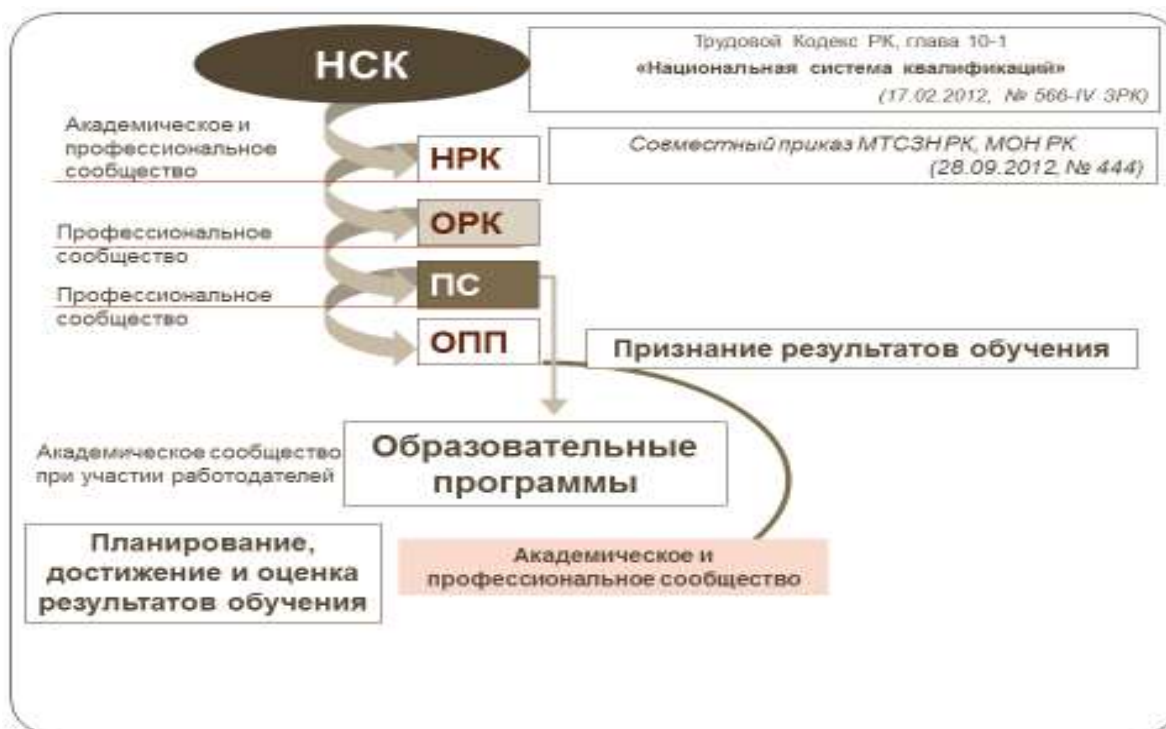 НСК
Трудовой Кодекс РК, глава 10-1
«Национальная система квалификаций»
(17.02.2012, № 566-IV ЗРК)
Академическое и
профессиональное
сообщество
НРК
Совместный приказ МТСЗН РК, МОН РК
(28.09.2012, № 444)
Профессиональное
сообщество
ОРК
Профессиональное
сообщество
ПС
ОПП
Признание результатов обучения
Академическое сообщество
при участии работодателей
Образовательные
программы
Планирование,
достижение и оценка
результатов обучения
Академическое и
профессиональное сообщество